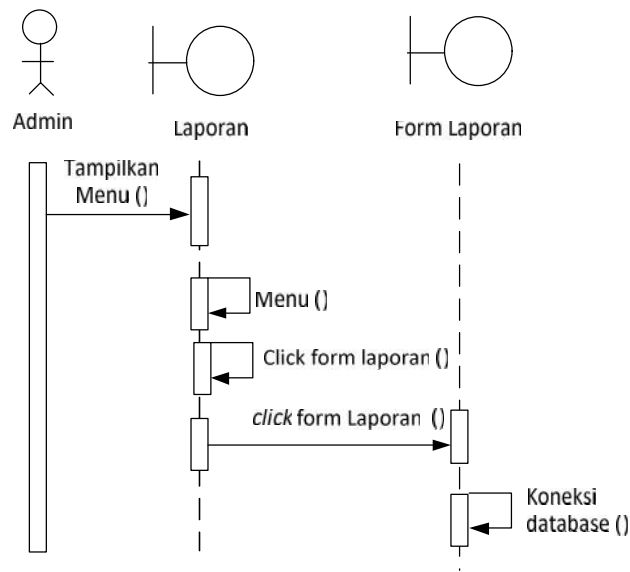 Admin
Laporan
Form Laporan
Tampilkan
Menu ()
Menu ()
Click form laporan ()
click form Laporan ()
Koneksi
database ()